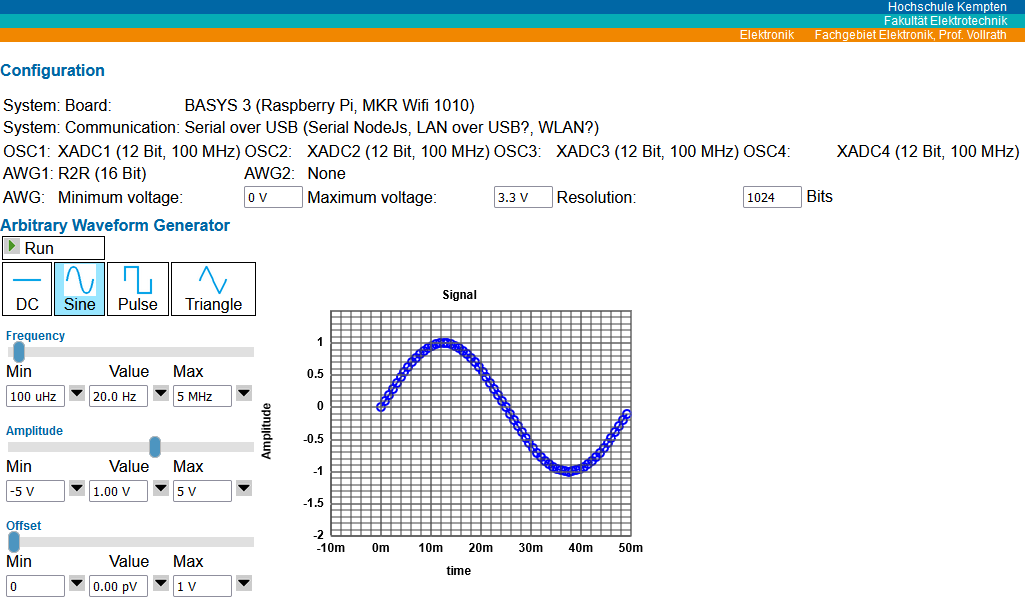 Hochschule Kempten
Fakultät Elektrotechnik
Elektronik Fachgebiet Elektronik, Prof. Vollrath
Configuration
System: Board: BASYS 3 (Raspberry Pi, MKR Wifi 1010)
System: Communication: Serial over USB (Serial NodeJs, LAN over USB?, WLAN?)
OSC1: XADC1 (12 Bit, 100 MHz) OSC2: XADC2 (12 Bit, 100 MHz) OSC3: XADC3 (12 Bit, 100 MHz) OSC4: XADC4 (12 Bit, 100 MHz)
AWG1: R2R (16 Bit) AWG2: None
AWG: Minimum voltage: 0 V Maximum voltage: 3.3 V Resolution: 1024 Bits
Arbitrary Waveform Generator
Run
DC Sine Pulse Triangle
Frequency
Min Value Max
100 uHz 20.0 Hz 5 MHz
Amplitude
Min Value Max
-5 V 1.00 V 5 V
Offset
Min Value Max
0 0.00 pV 1 V
Signal
1
0.5
0
-0.5
-1
-1.5
-2
Amplitude
-10m 0m 10m 20m 30m 40m 50m
time